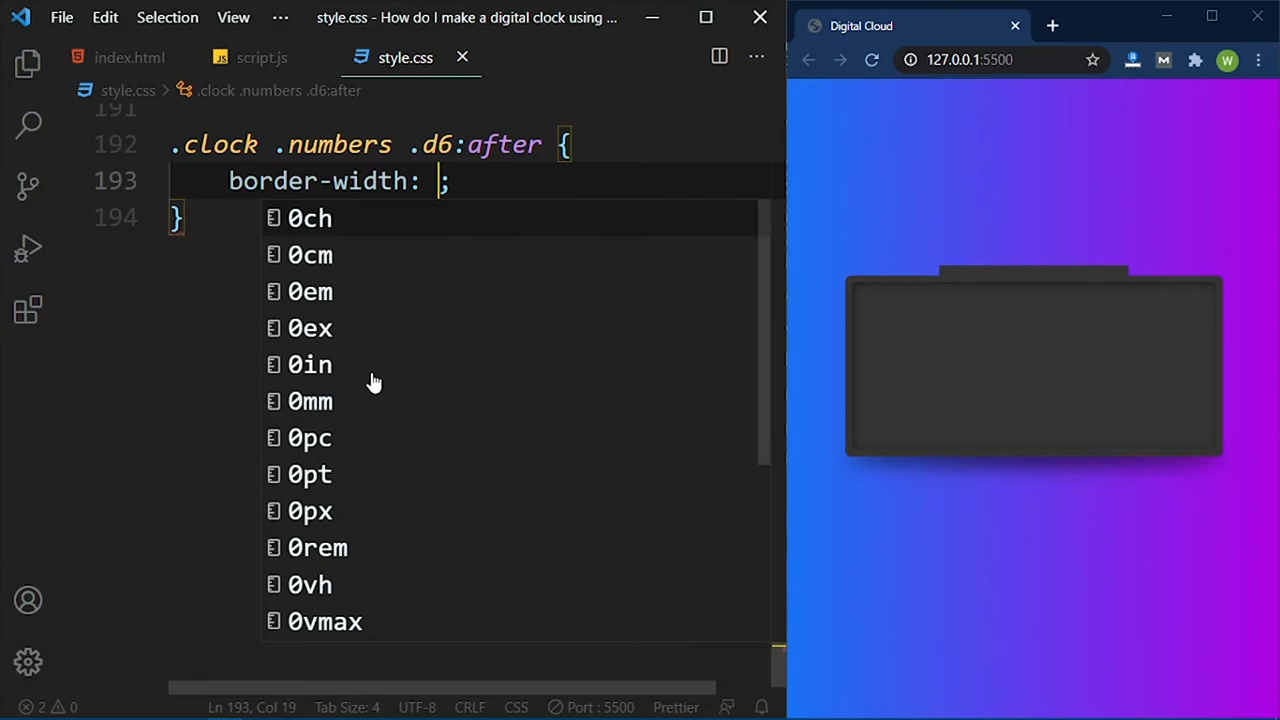 File Edit Selection View ··· style.css - How do I make a digital clock using ...
index.html script.js style.css
style.css > .clock .numbers .d6:after
191
192 .clock .numbers .d6:after {
193 border-width: ;
194 }
0ch
0cm
0em
0ex
0in
0mm
0pc
0pt
0px
0rem
0vh
0vmax
2 0 Ln 193, Col 19 Tab Size: 4 UTF-8 CRLF CSS Port : 5500 Prettier
Digital Cloud
127.0.0.1:5500 M W